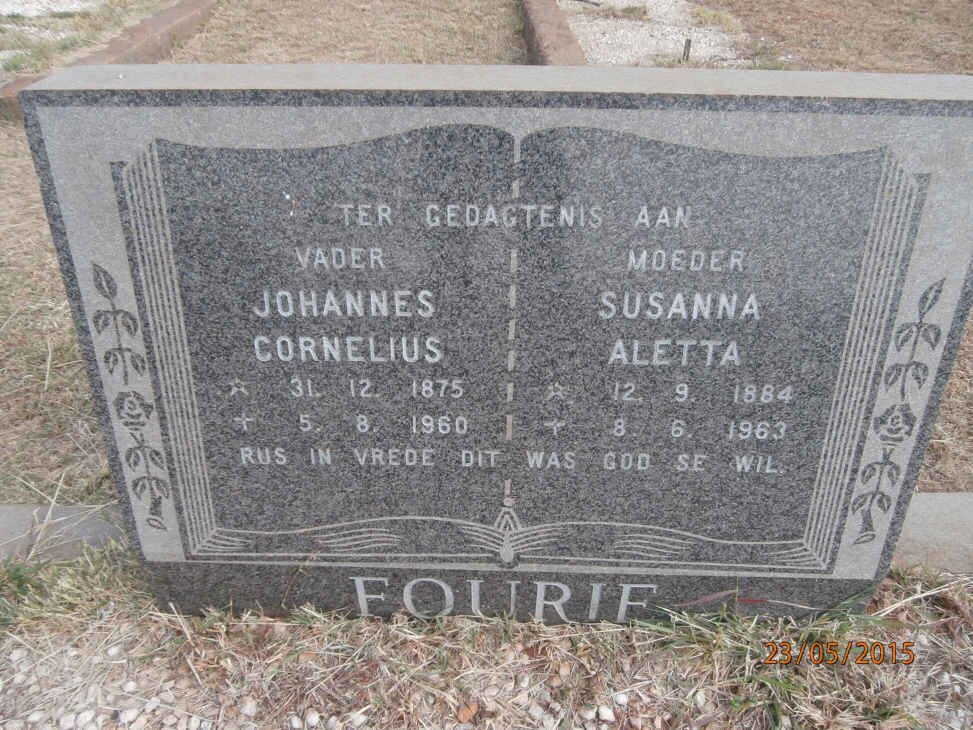 TER GEDAGTENIS AAN
VADER
JOHANNES
CORNELIUS
☆ 31. 12. 1875
+ 5. 8. 1960
MOEDER
SUSANNA
ALETTA
☆ 12. 9. 1884
+ 8. 6. 1963
RUS IN VREDE DIT WAS GOD SE WIL.
FOURIE
23/05/2015